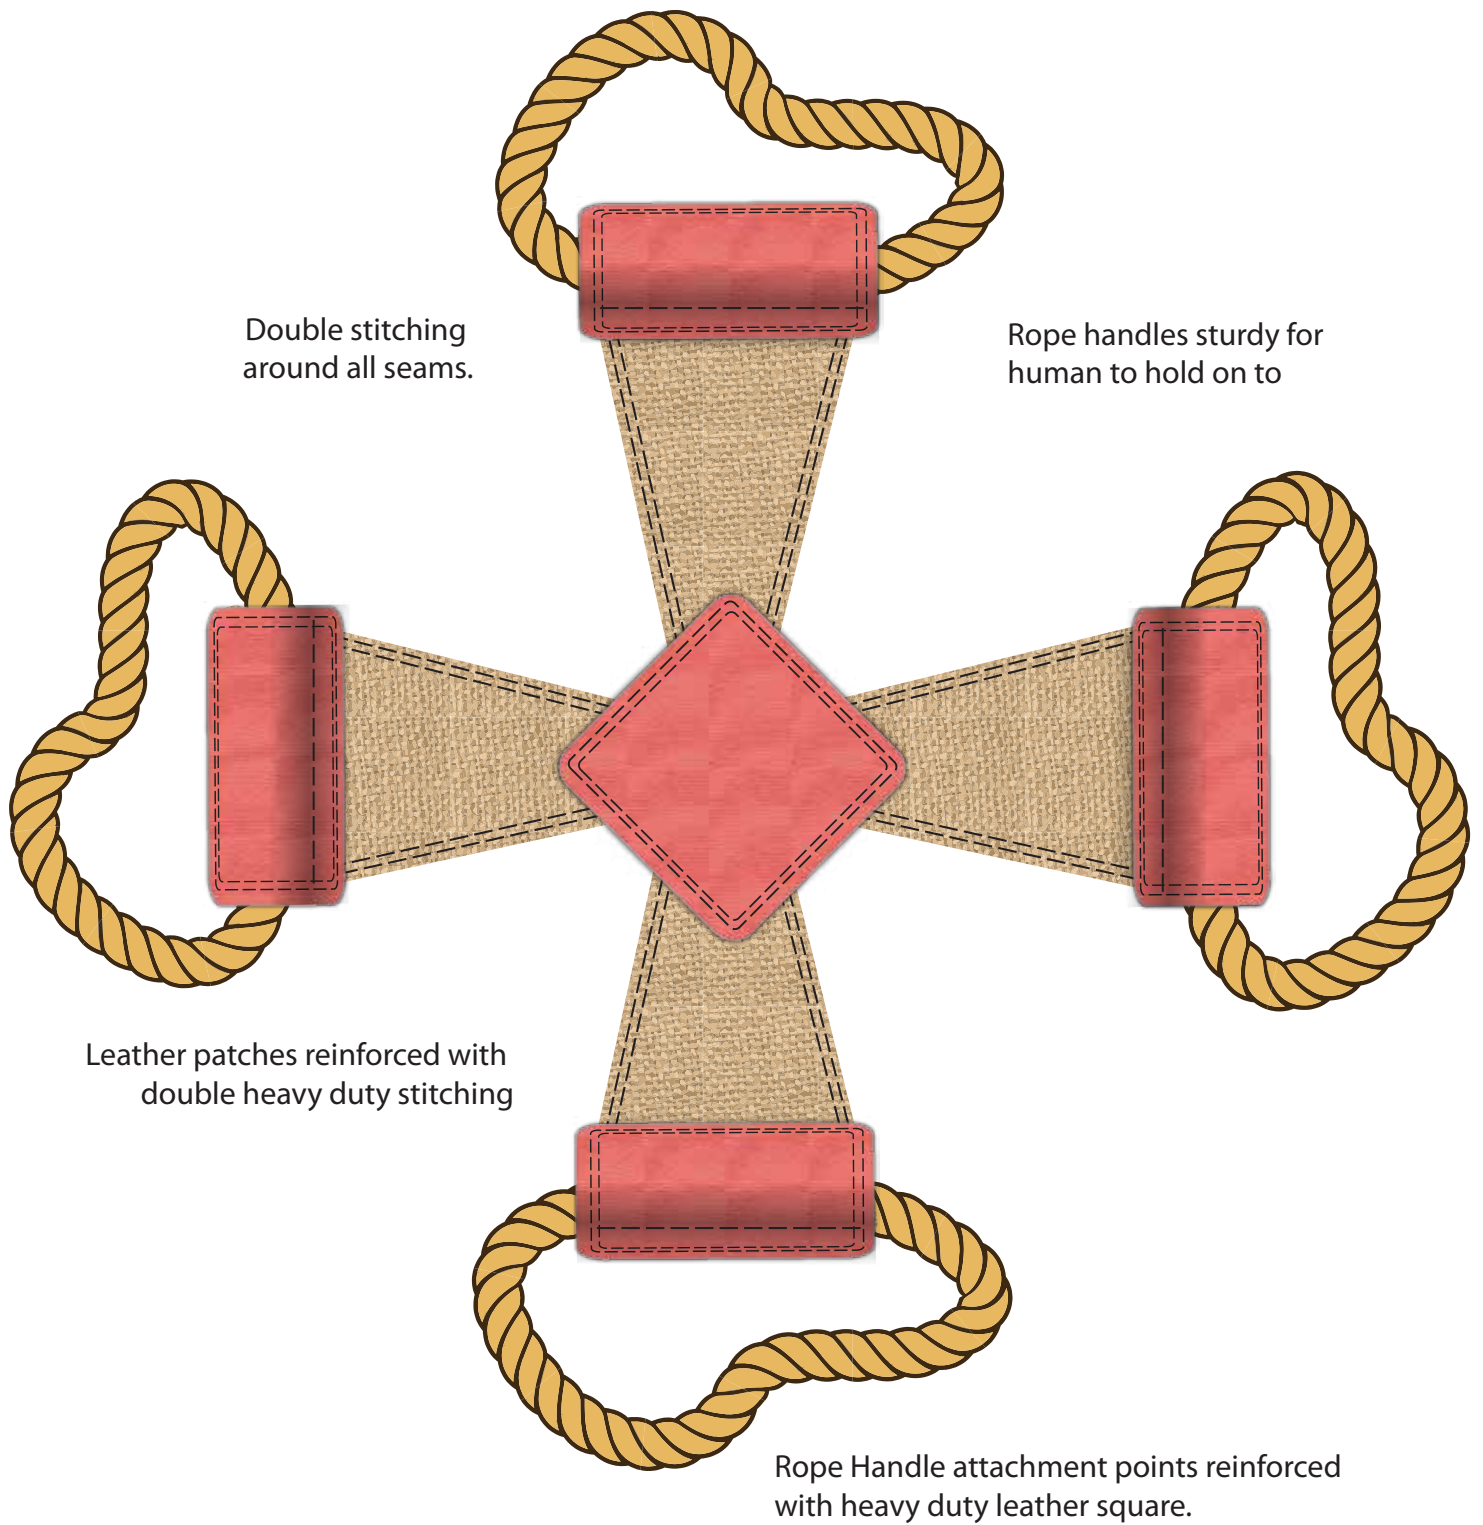 Double stitching
around all seams.
Rope handles sturdy for
human to hold on to
Leather patches reinforced with
double heavy duty stitching
Rope Handle attachment points reinforced
with heavy duty leather square.